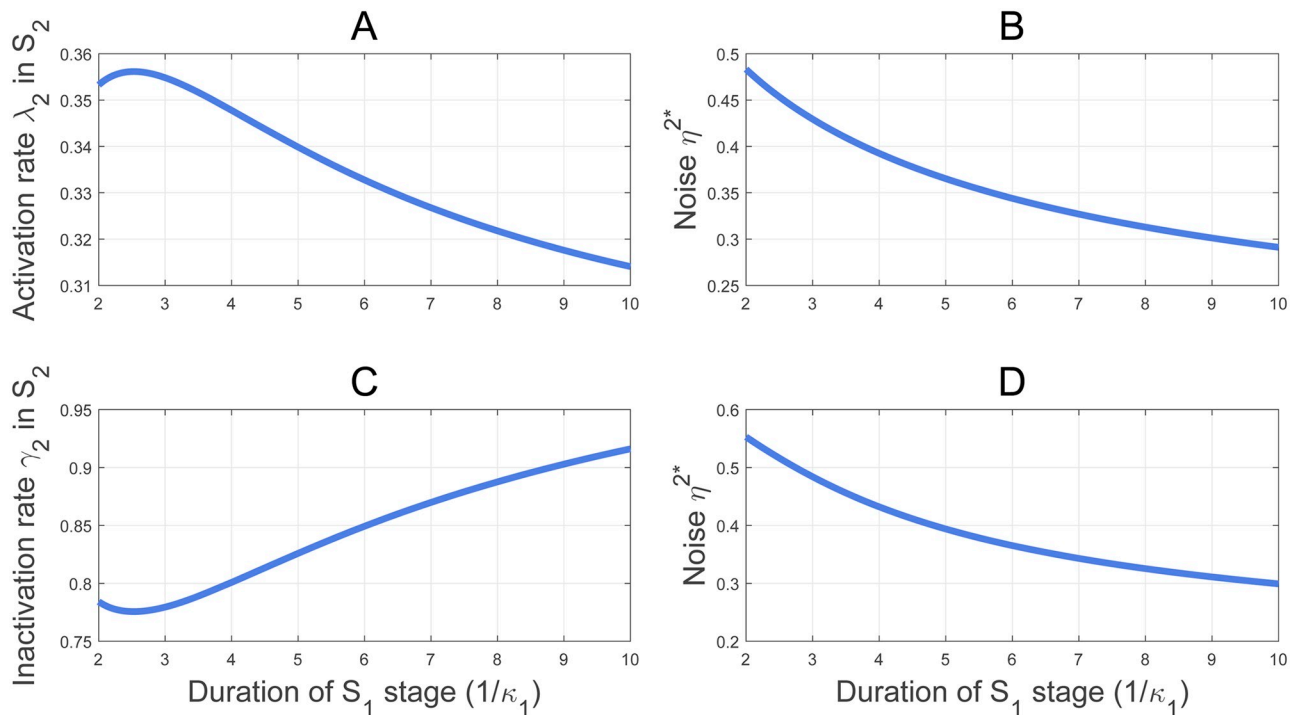 A
Activation rate λ2 in S2
0.36
0.35
0.34
0.33
0.32
0.31
2 3 4 5 6 7 8 9 10
B
Noise η2*
0.5
0.45
0.4
0.35
0.3
0.25
2 3 4 5 6 7 8 9 10
C
Inactivation rate γ2 in S2
0.95
0.9
0.85
0.8
0.75
2 3 4 5 6 7 8 9 10
Duration of S1 stage (1/κ1)
D
Noise η2*
0.6
0.5
0.4
0.3
0.2
2 3 4 5 6 7 8 9 10
Duration of S1 stage (1/κ1)